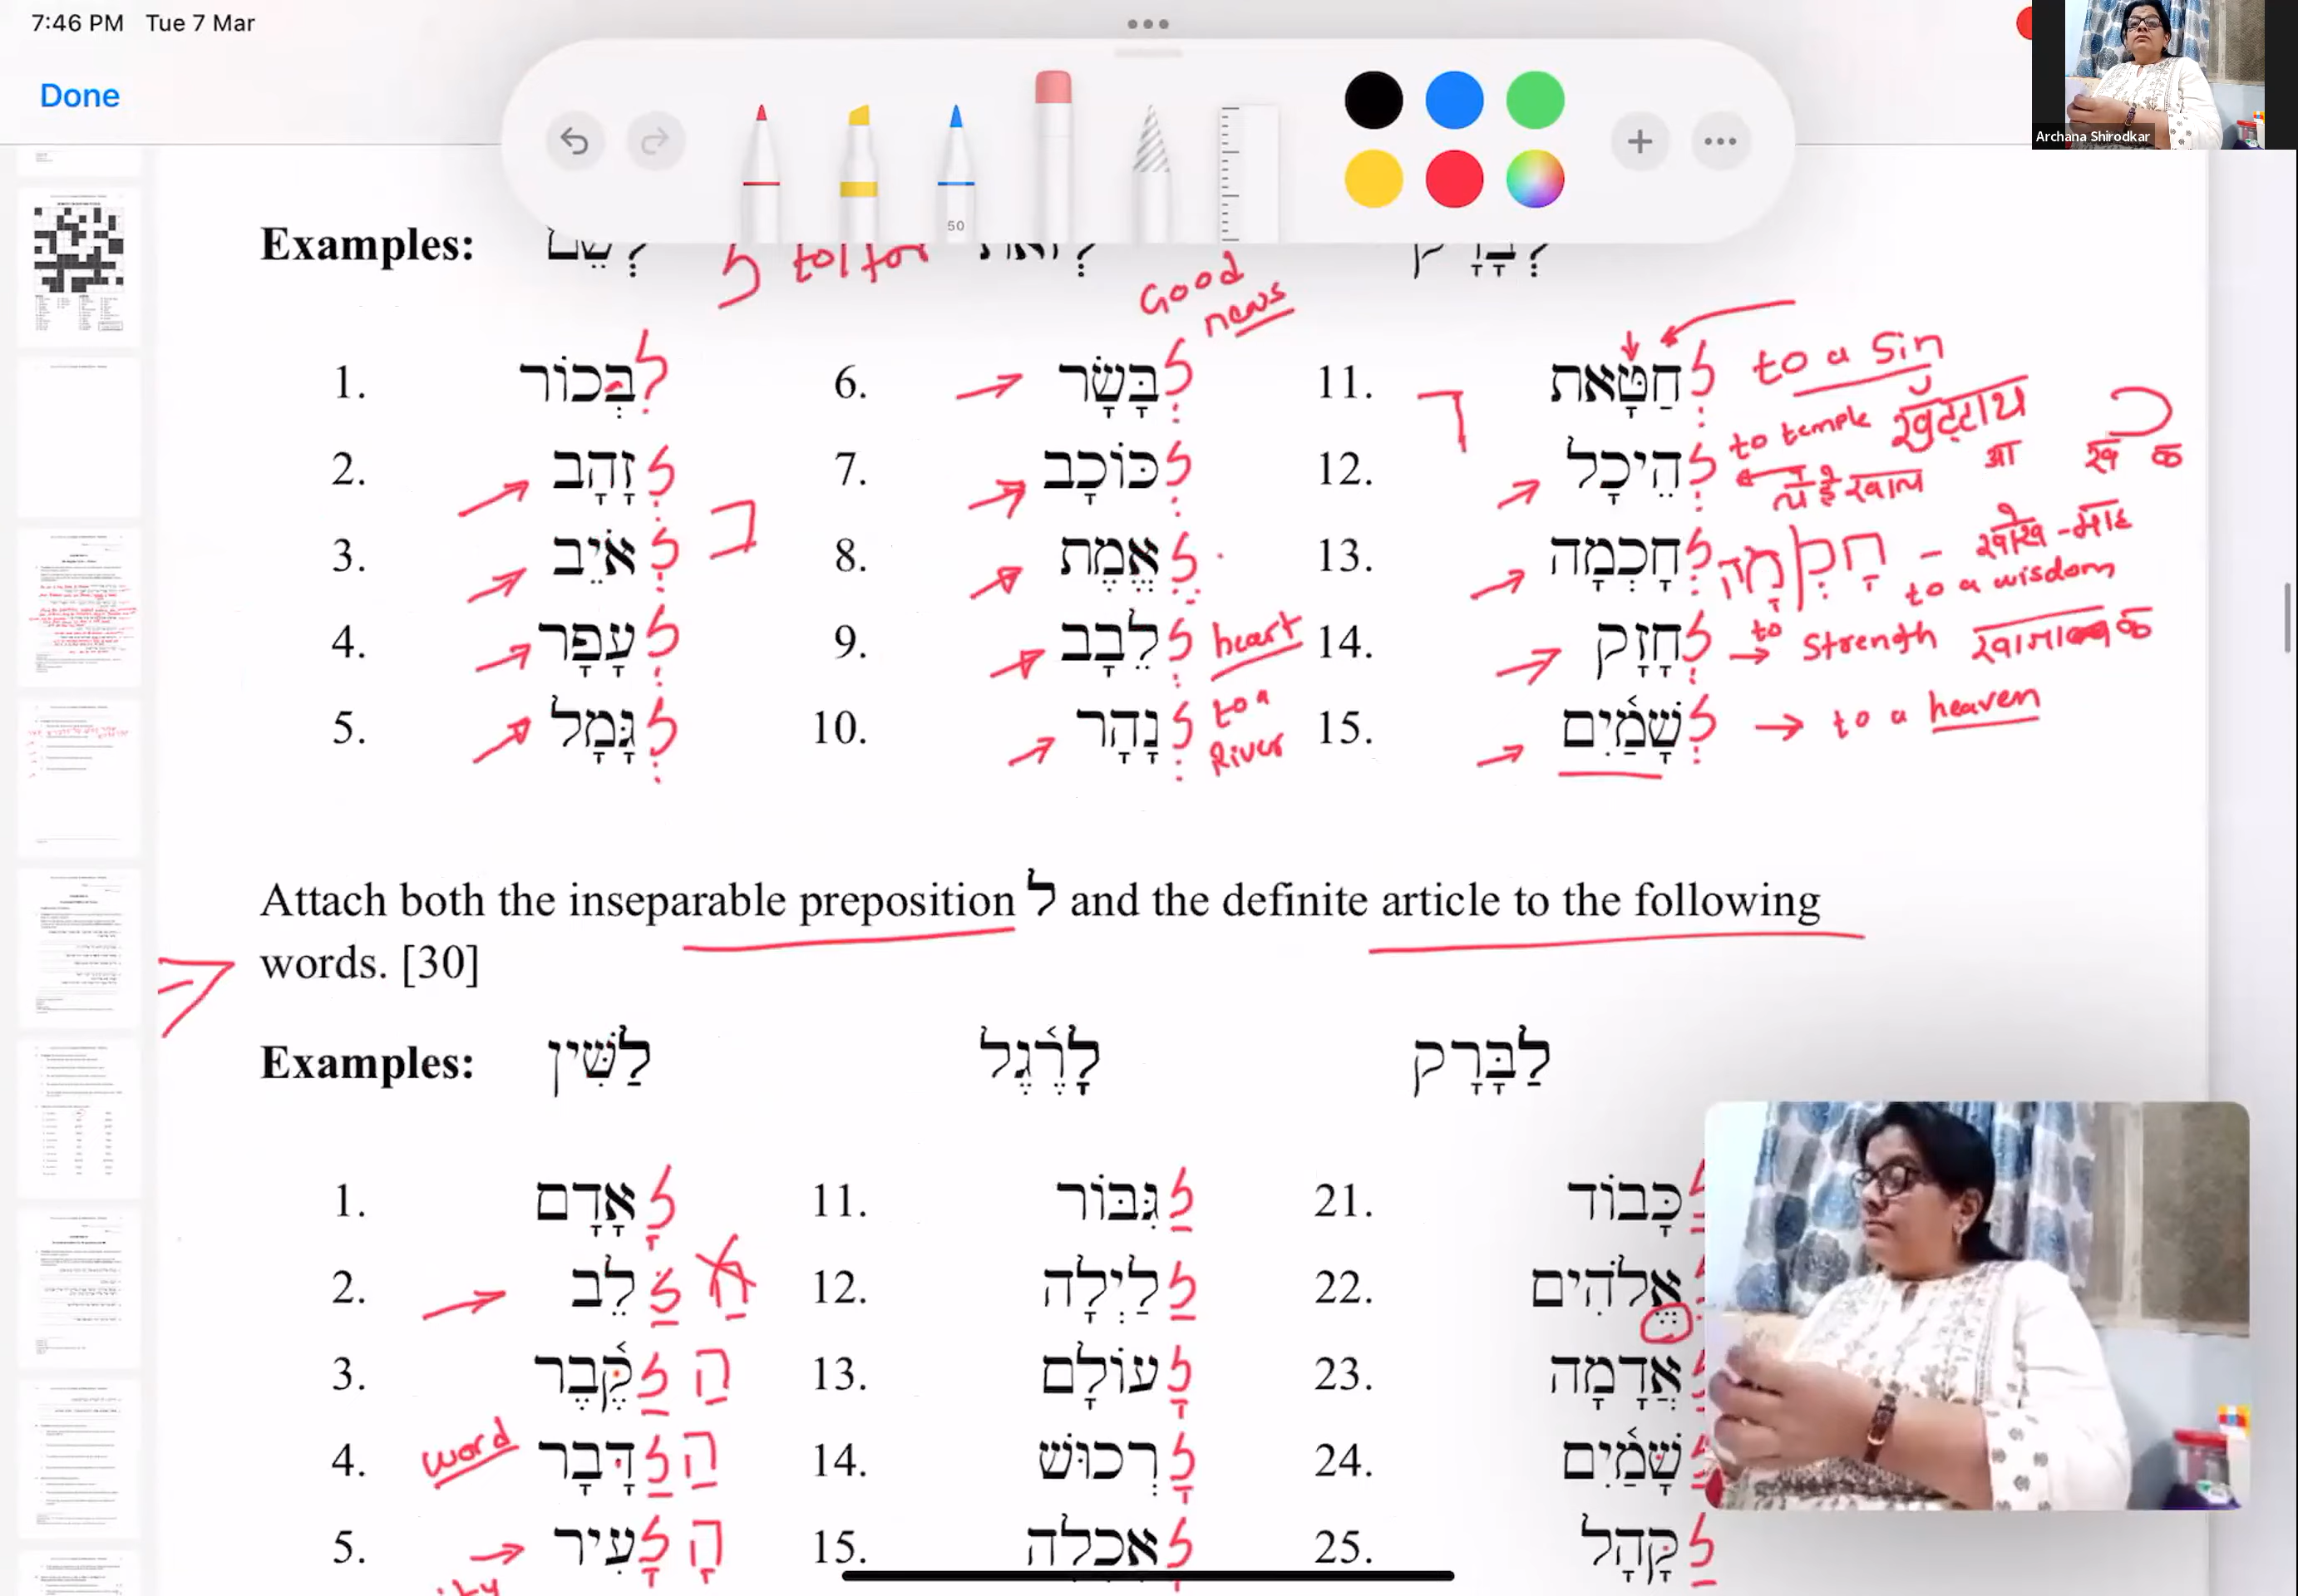 7:46 PM Tue 7 Mar
Done
50
Archana Shirodkar
Examples: ל to/for
Good
news
1. לְבְּכוֹר 6. לְבָּשָׂר 11. לְחַטָּאת to a Sin
2. לְזָהָב 7. לְכּוֹכָב 12. לְהֵיכָל to temple
3. לְאֹיֵב 8. אֱמֶת 13. לְחָכְמָה חָכְמָה -
to a wisdom
4. לְעָפָר 9. לְלֵבָב heart 14. לְחָזָק to Strength
5. לְגָּמָל 10. לְנָהָר to a River 15. לְשָׁמַ֫יִם to a heaven
Attach both the inseparable preposition ל and the definite article to the following
words. [30]
Examples: לַשִּׁין לָרֶ֫גֶל לַבָּרָק
1. לָאָדָם 11. לַגִּבּוֹר 21. כָּבוֹד
2. לַלֵב 12. לַלַיְלָה 22. אֱלֹהִים
3. לַקֶּ֫בֶר הַ 13. לָעוֹלָם 23. אֲדָמָה
4. word לַדָּבָר הַ 14. לָרְכוּשׁ 24. שָּׁמַ֫יִם
5. לָעִיר הָ 15. לָאכלה 25. לַקָּהָל